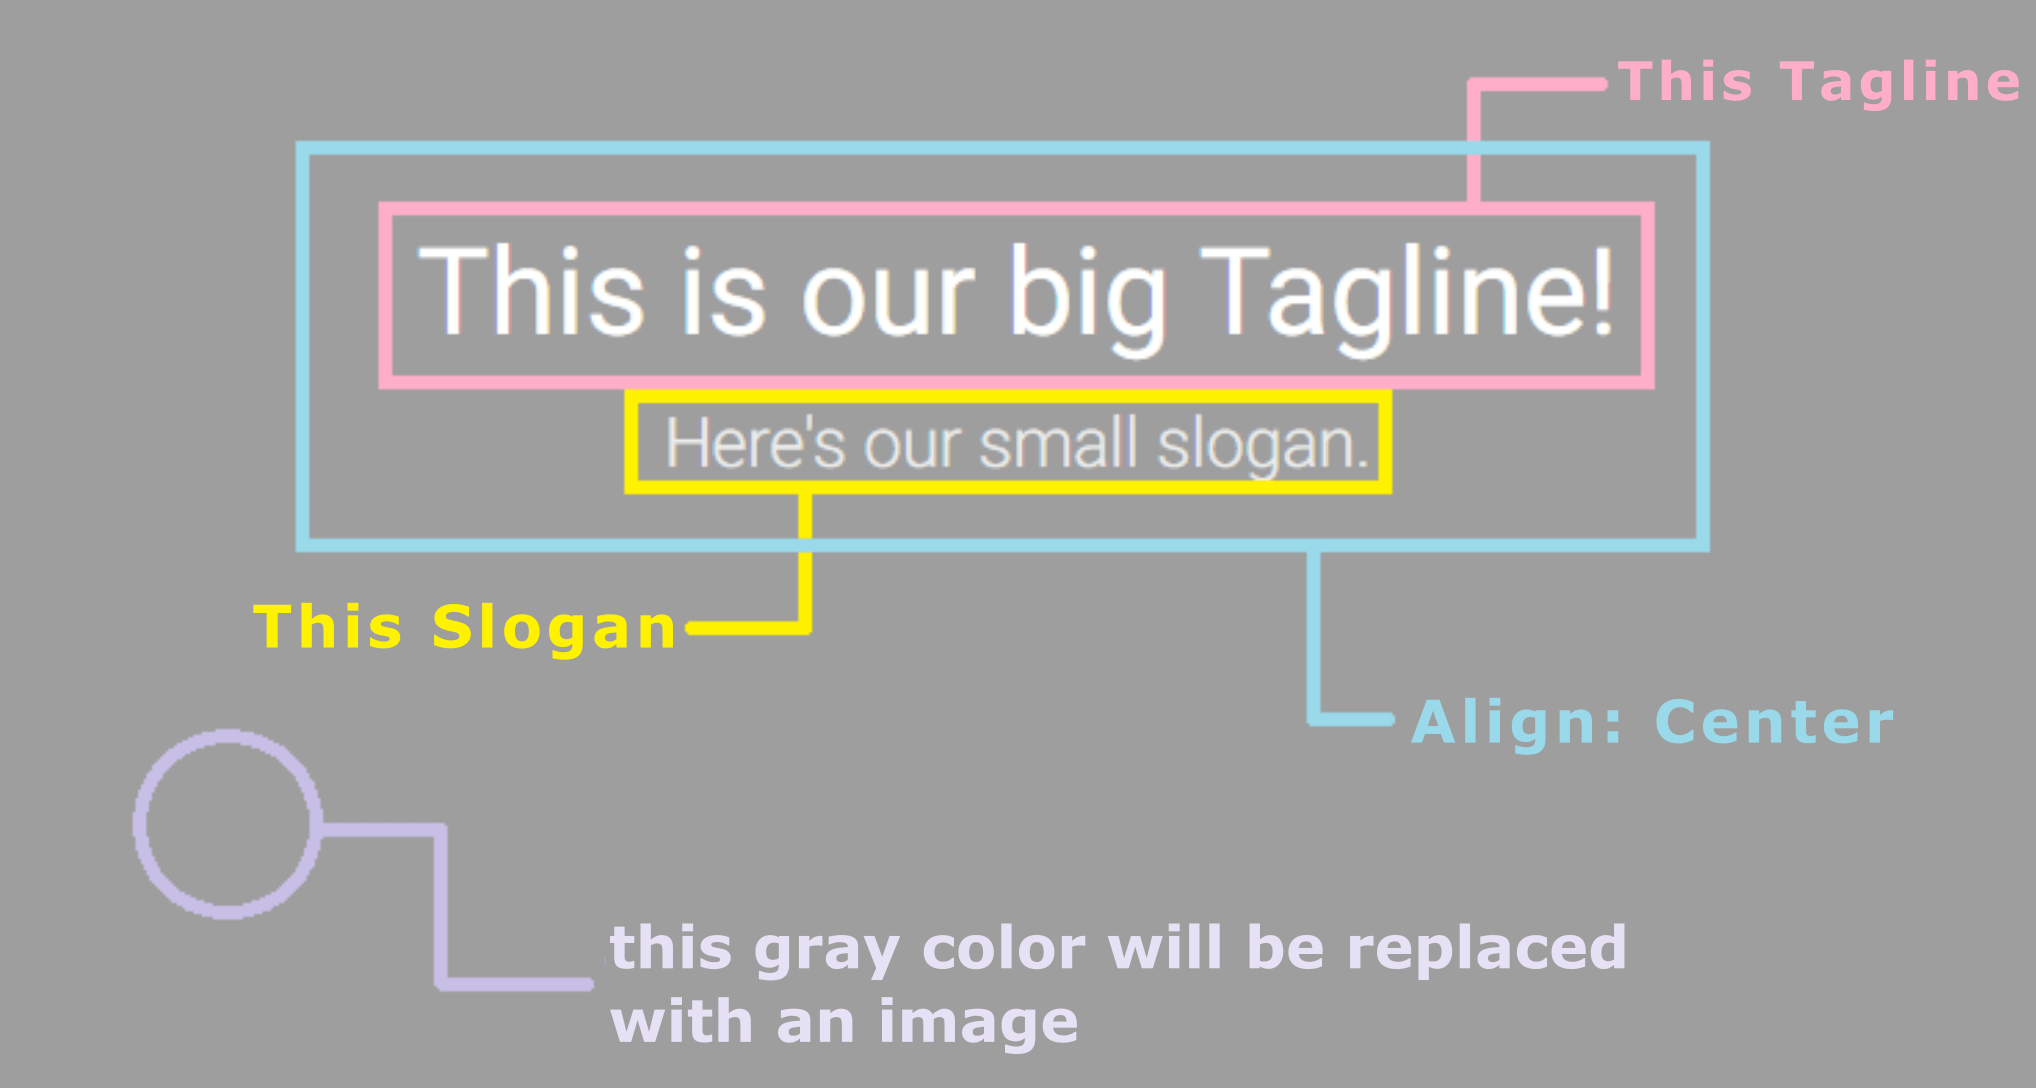 This Tagline
This is our big Tagline!
Here's our small slogan.
This Slogan
Align: Center
this gray color will be replaced
with an image